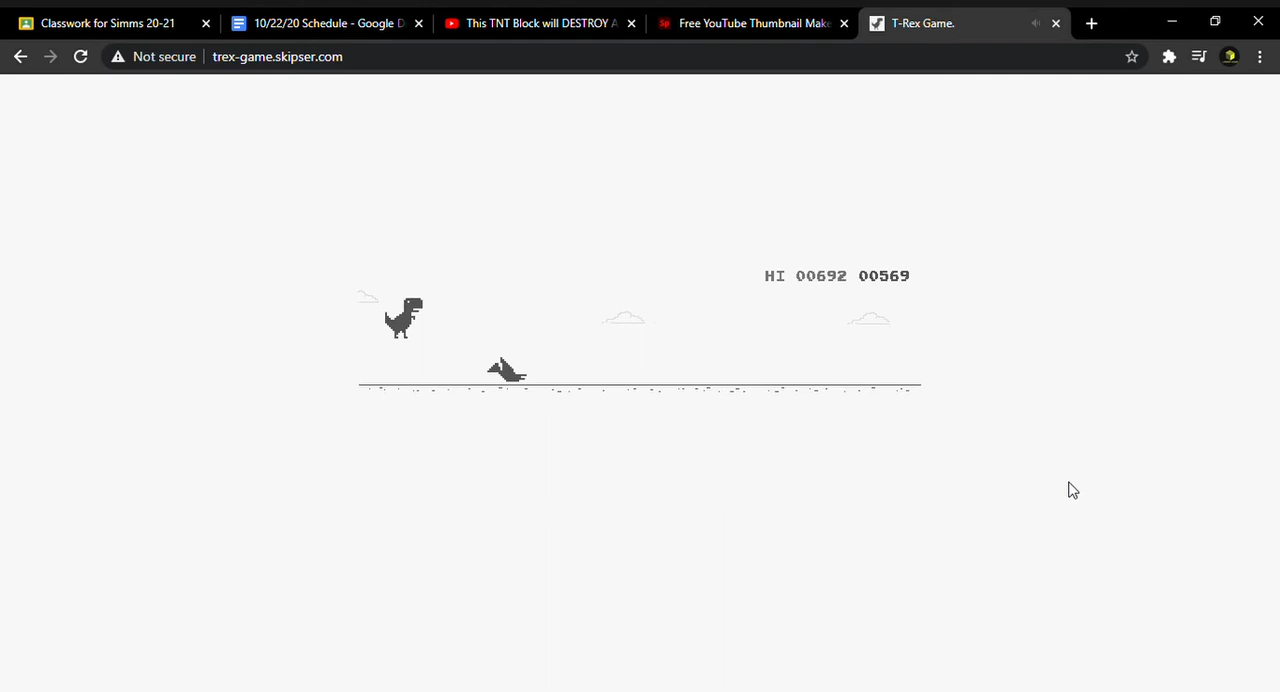 Classwork for Simms 20-21
10/22/20 Schedule - Google D
This TNT Block will DESTROY A
Sp Free YouTube Thumbnail Make
T-Rex Game.
Not secure
trex-game.skipser.com
HI 00692 00569